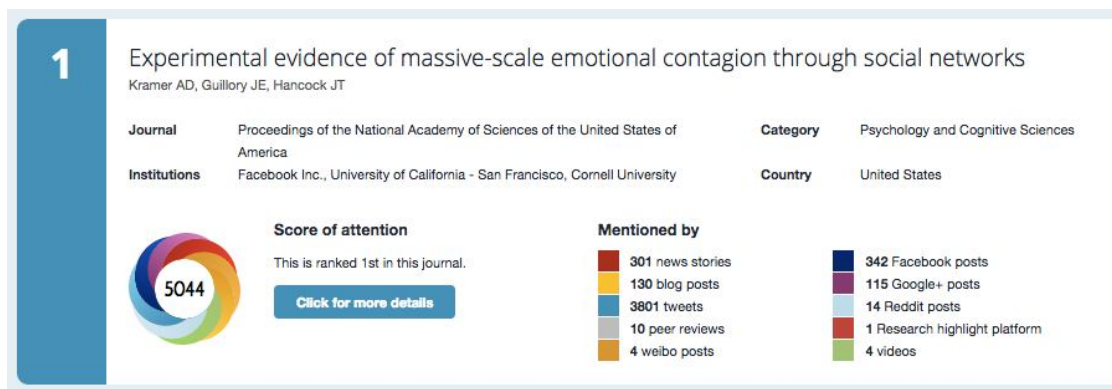 1
Experimental evidence of massive-scale emotional contagion through social networks
Kramer AD, Guillory JE, Hancock JT
Journal Proceedings of the National Academy of Sciences of the United States of
America
Category Psychology and Cognitive Sciences
Institutions Facebook Inc., University of California - San Francisco, Cornell University
Country United States
5044
Score of attention
This is ranked 1st in this journal.
Click for more details
Mentioned by
301 news stories
130 blog posts
3801 tweets
10 peer reviews
4 weibo posts
342 Facebook posts
115 Google+ posts
14 Reddit posts
1 Research highlight platform
4 videos